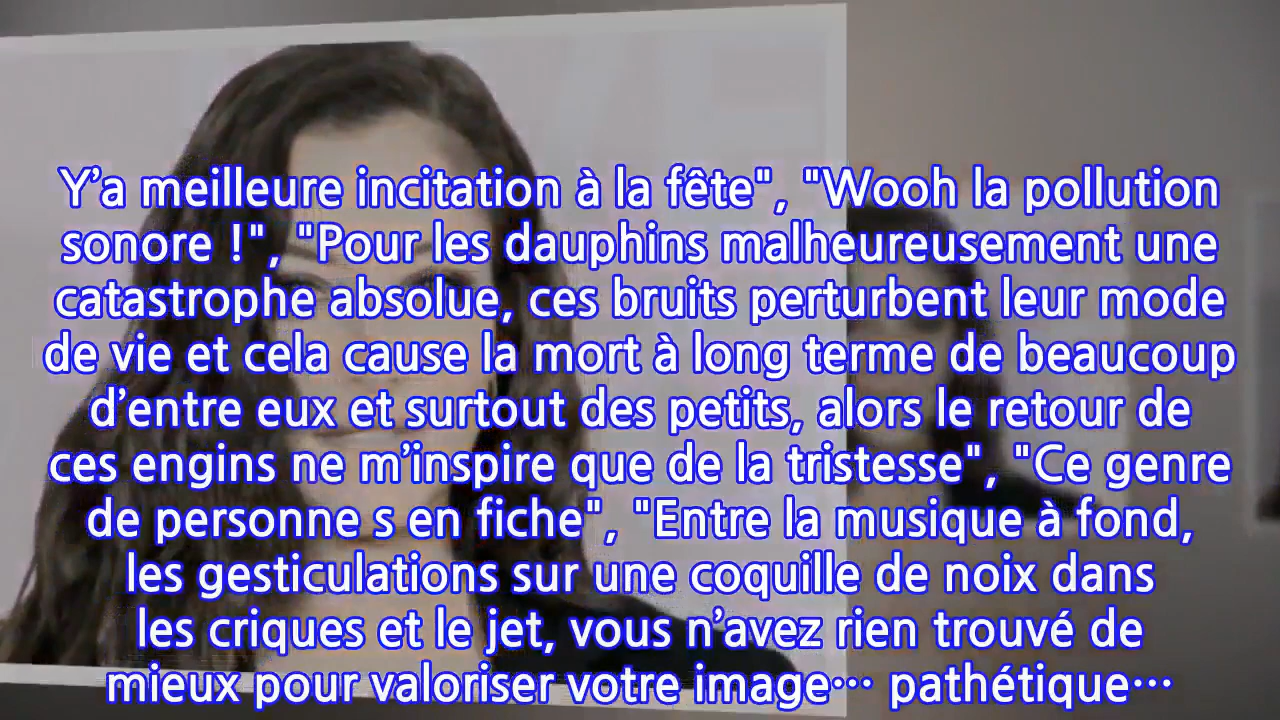 Y’a meilleure incitation à la fête", "Wooh la pollution
sonore !", "Pour les dauphins malheureusement une
catastrophe absolue, ces bruits perturbent leur mode
de vie et cela cause la mort à long terme de beaucoup
d’entre eux et surtout des petits, alors le retour de
ces engins ne m’inspire que de la tristesse", "Ce genre
de personne s en fiche", "Entre la musique à fond,
les gesticulations sur une coquille de noix dans
les criques et le jet, vous n’avez rien trouvé de
mieux pour valoriser votre image… pathétique…